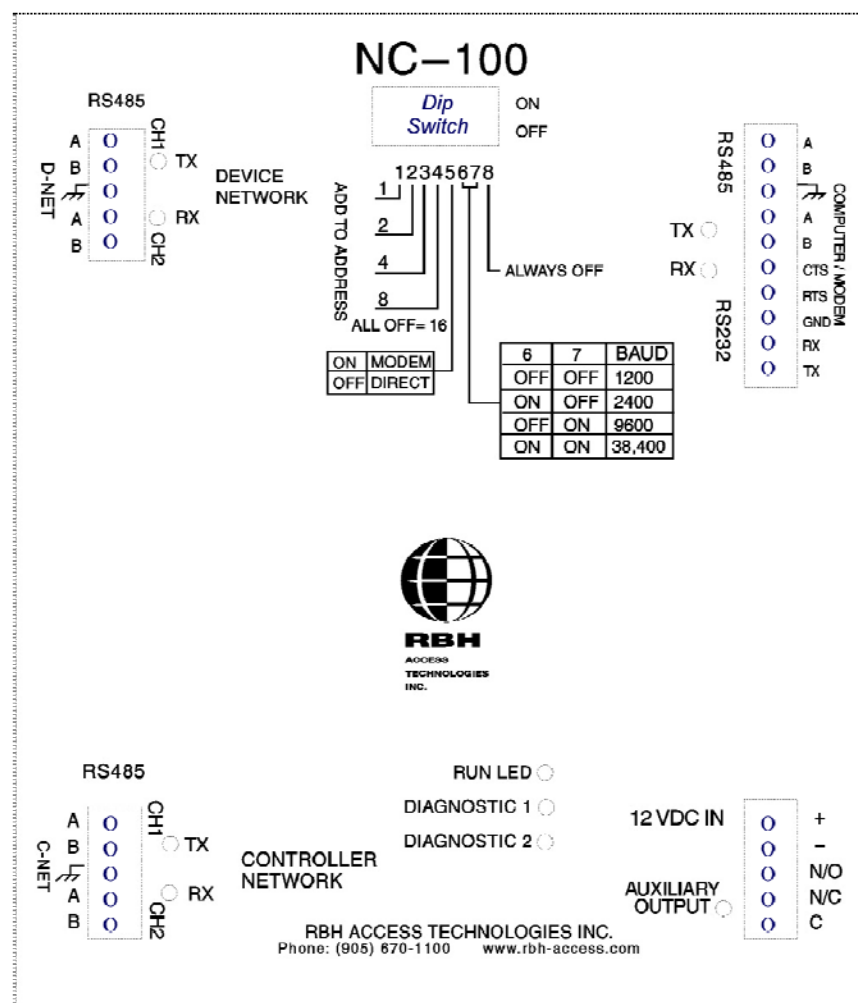 NC-100
RS485
Dip
Switch
ON
OFF
A
B
A
B
D-NET
CH1
CH2
TX
RX
DEVICE
NETWORK
12345678
ADD TO ADDRESS
1
2
4
8
ALL OFF= 16
ALWAYS OFF
ON MODEM
OFF DIRECT
6 7 BAUD
OFF OFF 1200
ON OFF 2400
OFF ON 9600
ON ON 38,400
RS485
RS232
TX
RX
A
B
A
B
CTS
RTS
GND
RX
TX
COMPUTER / MODEM
RBH
ACCESS
TECHNOLOGIES
INC.
RS485
A
B
A
B
C-NET
CH1
CH2
TX
RX
CONTROLLER
NETWORK
RUN LED
DIAGNOSTIC 1
DIAGNOSTIC 2
12 VDC IN
AUXILIARY
OUTPUT
+
–
N/O
N/C
C
RBH ACCESS TECHNOLOGIES INC.
Phone: (905) 670-1100 www.rbh-access.com